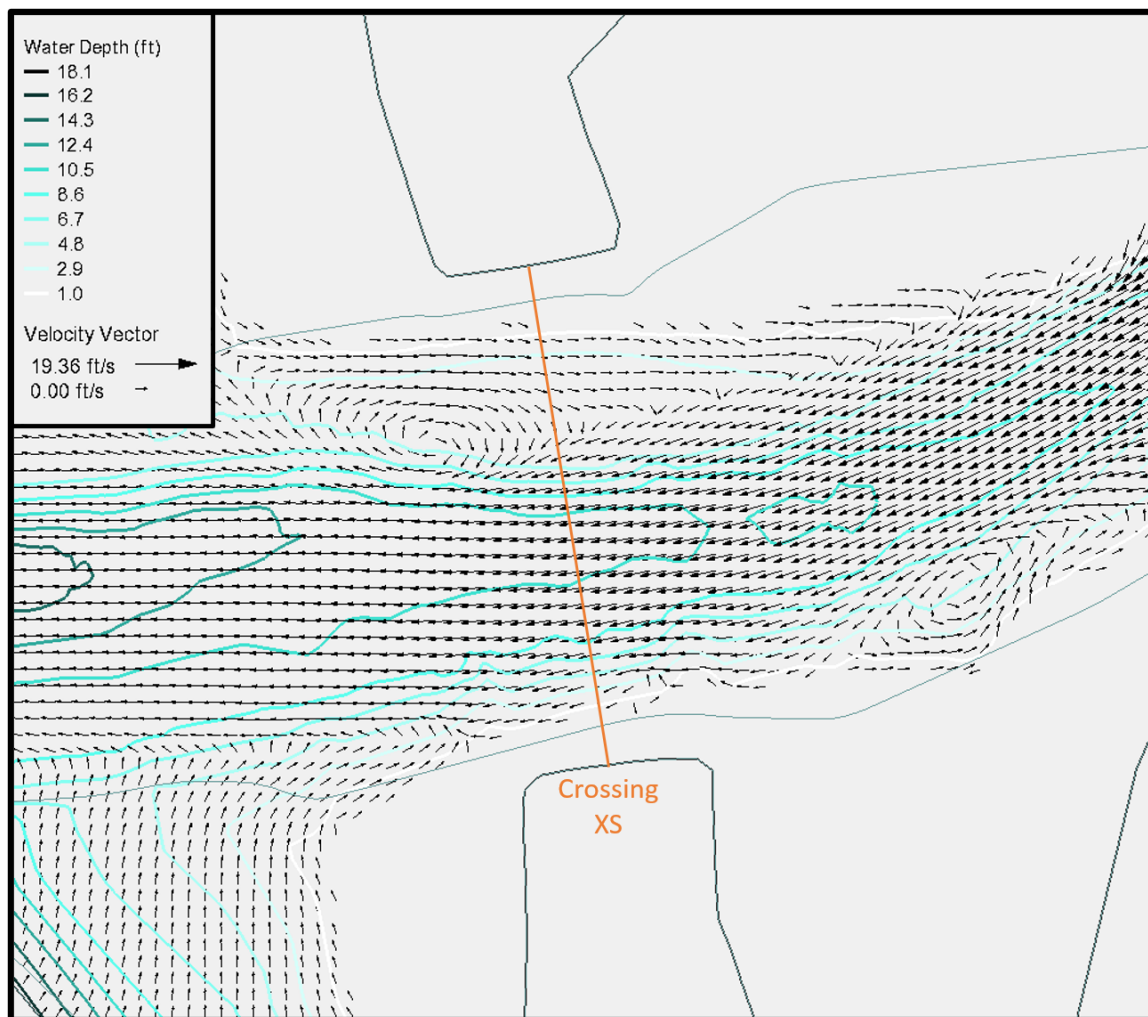 Water Depth (ft)
18.1
16.2
14.3
12.4
10.5
8.6
6.7
4.8
2.9
1.0
Velocity Vector
19.36 ft/s
0.00 ft/s
Crossing
XS